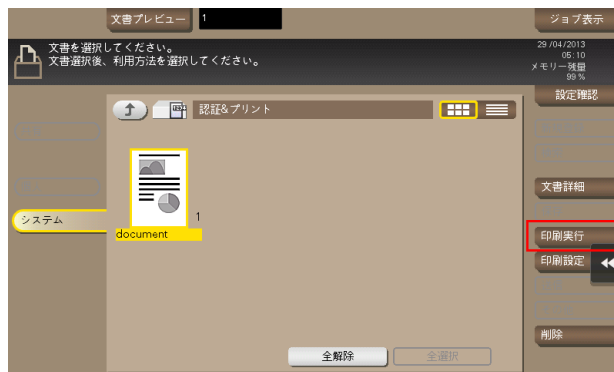 文書プレビュー
1
ジョブ表示
文書を選択してください。
文書選択後、利用方法を選択してください。
29 /04/2013
05:10
メモリー残量
99 %
設定確認
認証&プリント
文書詳細
システム
1
document
印刷実行
印刷設定
削除
全解除
全選択